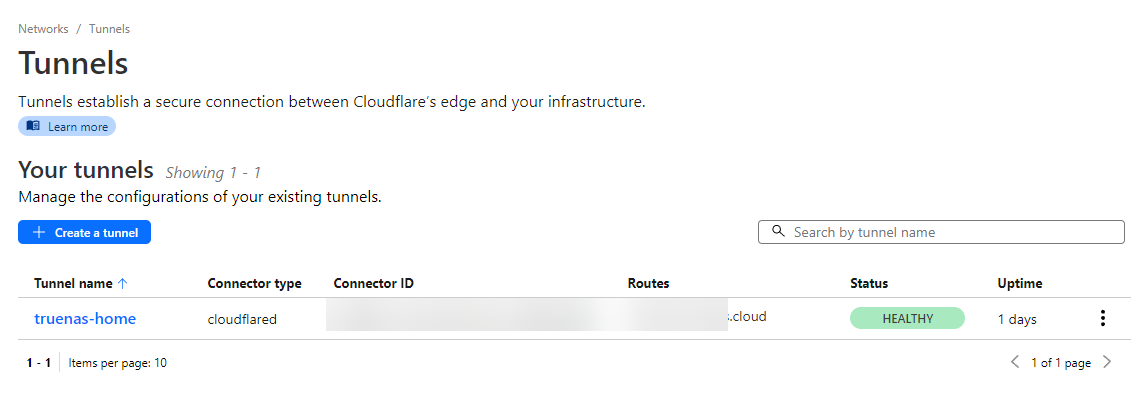 Networks / Tunnels
Tunnels
Tunnels establish a secure connection between Cloudflare's edge and your infrastructure.
Learn more
Your tunnels Showing 1 - 1
Manage the configurations of your existing tunnels.
Create a tunnel
Search by tunnel name
Tunnel name Connector type Connector ID Routes Status Uptime
truenas-home cloudflared .cloud HEALTHY 1 days
1 - 1 Items per page: 10 1 of 1 page